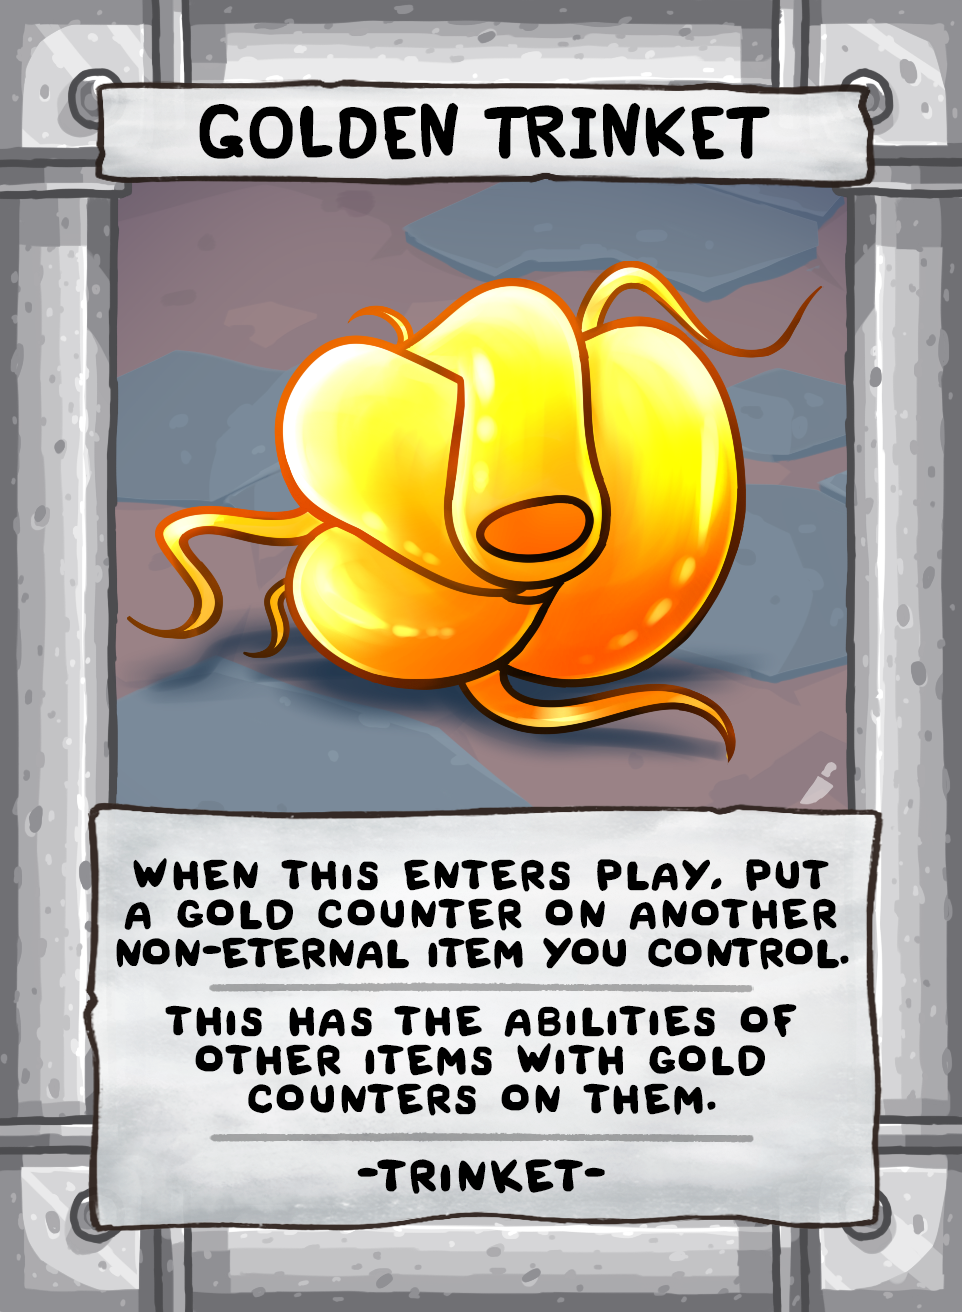 GOLDEN TRINKET
WHEN THIS ENTERS PLAY, PUT
A GOLD COUNTER ON ANOTHER
NON-ETERNAL ITEM YOU CONTROL.
THIS HAS THE ABILITIES OF
OTHER ITEMS WITH GOLD
COUNTERS ON THEM.
-TRINKET-